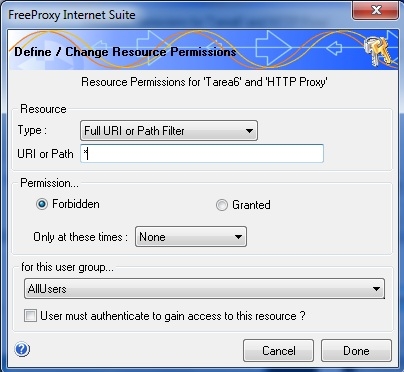 FreeProxy Internet Suite
Define / Change Resource Permissions
Resource Permissions for 'Tarea6' and 'HTTP Proxy'
Resource
Type : Full URI or Path Filter
URI or Path *
Permission...
Forbidden Granted
Only at these times : None
for this user group...
AllUsers
User must authenticate to gain access to this resource ?
Cancel Done